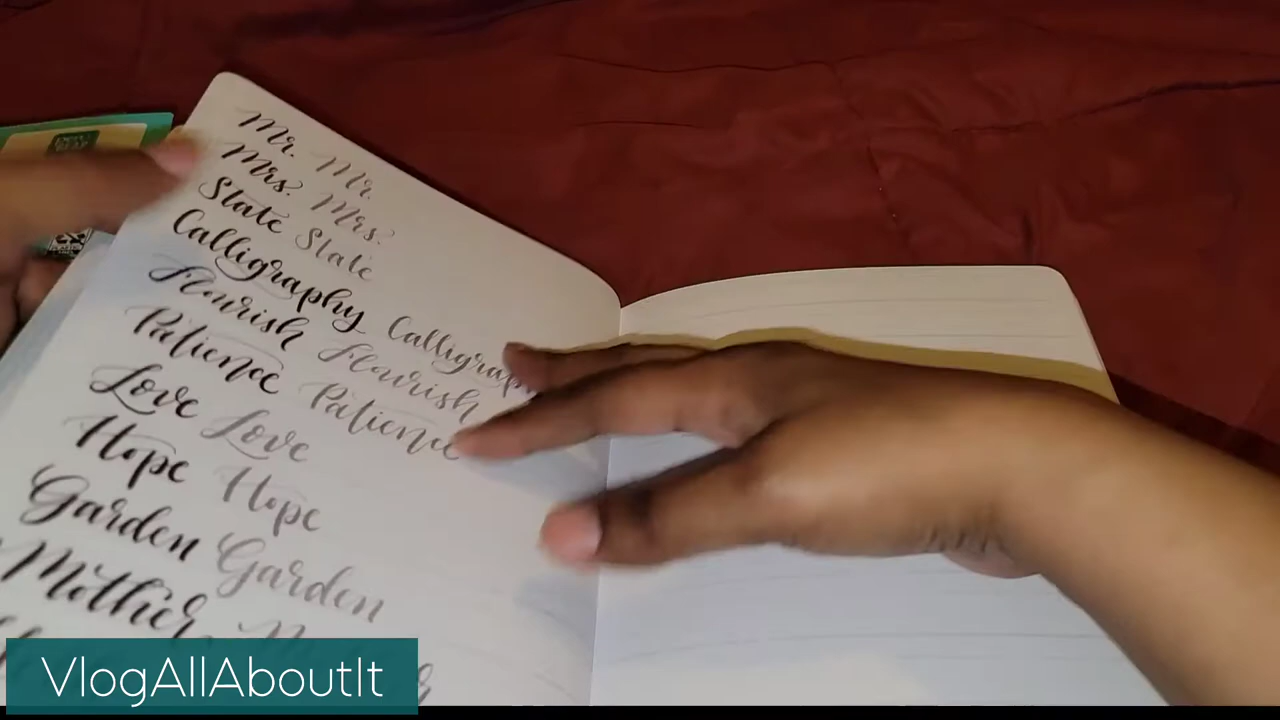 Mr. Mr.
Mrs. Mrs.
State State
Calligraphy Calligrap
Flourish Flourish
Patience Patience
Love Love
Hope Hope
Garden Garden
Mother
VlogAllAboutIt